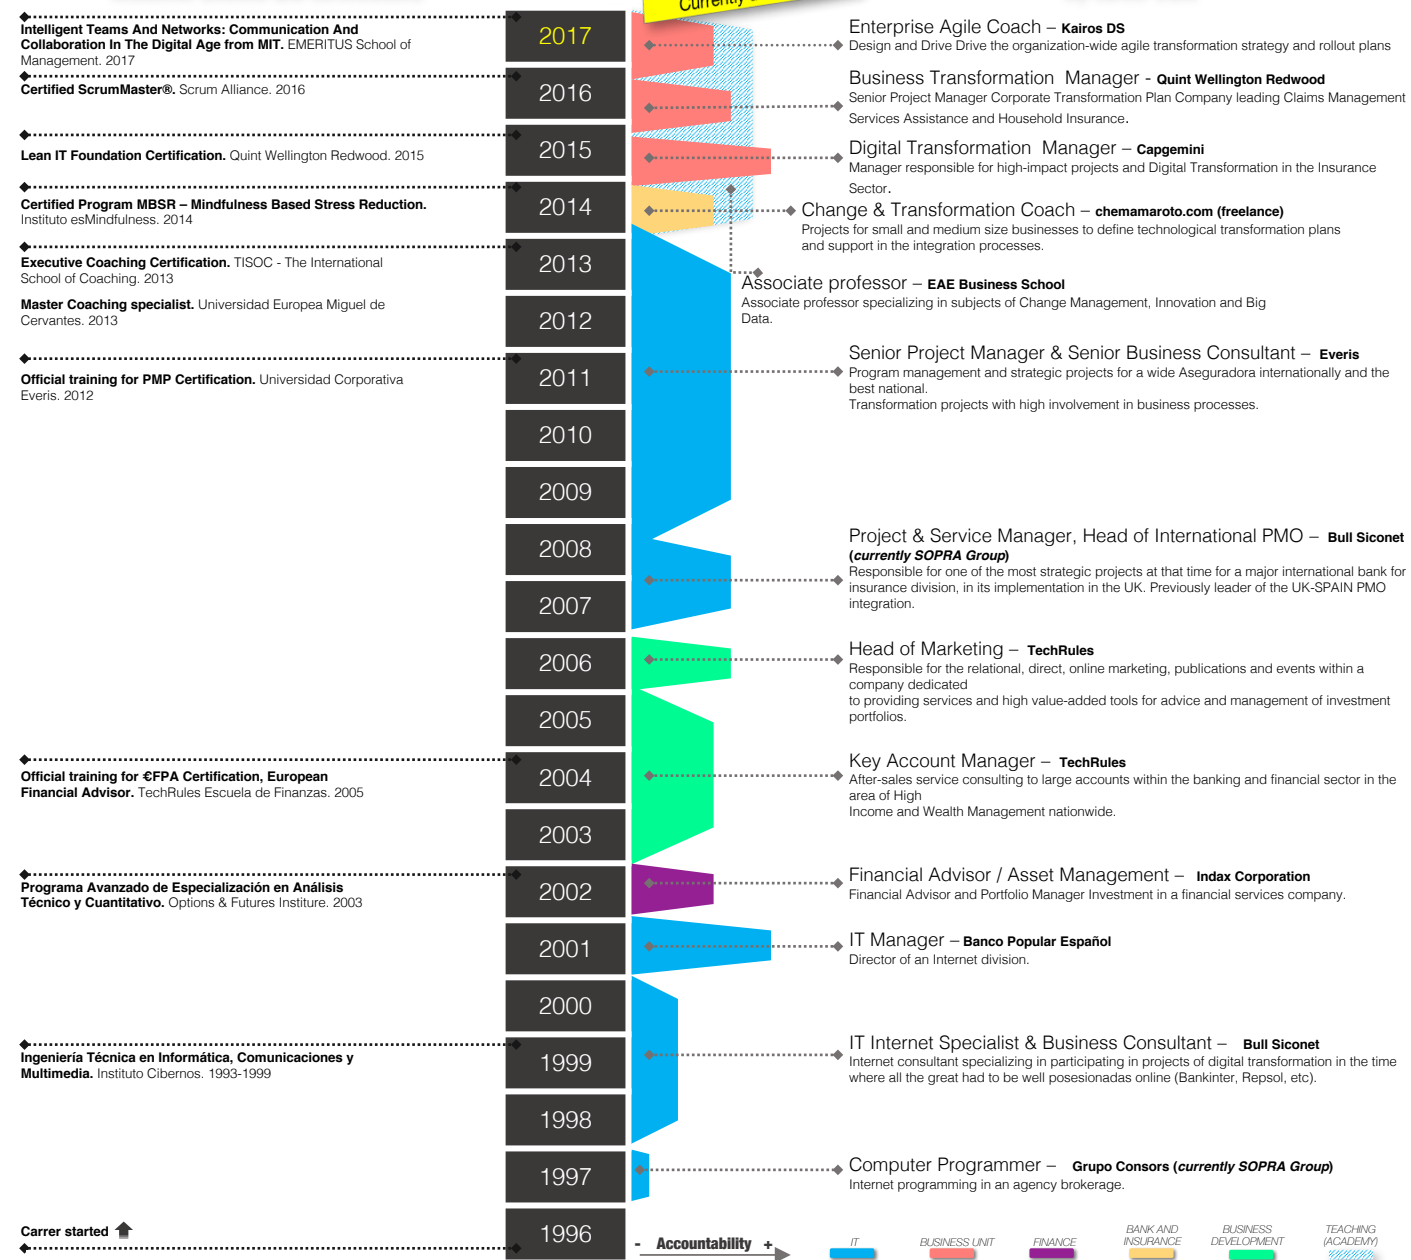 Intelligent Teams And Networks: Communication And
Collaboration In The Digital Age from MIT. EMERITUS School of
Management. 2017
Certified ScrumMaster®. Scrum Alliance. 2016
Lean IT Foundation Certification. Quint Wellington Redwood. 2015
Certified Program MBSR – Mindfulness Based Stress Reduction.
Instituto esMindfulness. 2014
Executive Coaching Certification. TISOC - The International
School of Coaching. 2013
Master Coaching specialist. Universidad Europea Miguel de
Cervantes. 2013
Official training for PMP Certification. Universidad Corporativa
Everis. 2012
Official training for €FPA Certification, European
Financial Advisor. TechRules Escuela de Finanzas. 2005
Programa Avanzado de Especialización en Análisis
Técnico y Cuantitativo. Options & Futures Institure. 2003
Ingeniería Técnica en Informática, Comunicaciones y
Multimedia. Instituto Cibernos. 1993-1999
Carrer started
2017
2016
2015
2014
2013
2012
2011
2010
2009
2008
2007
2006
2005
2004
2003
2002
2001
2000
1999
1998
1997
1996
Currently
Enterprise Agile Coach – Kairos DS
Design and Drive Drive the organization-wide agile transformation strategy and rollout plans
Business Transformation Manager - Quint Wellington Redwood
Senior Project Manager Corporate Transformation Plan Company leading Claims Management
Services Assistance and Household Insurance.
Digital Transformation Manager – Capgemini
Manager responsible for high-impact projects and Digital Transformation in the Insurance
Sector.
Change & Transformation Coach – chemamaroto.com (freelance)
Projects for small and medium size businesses to define technological transformation plans
and support in the integration processes.
Associate professor – EAE Business School
Associate professor specializing in subjects of Change Management, Innovation and Big
Data.
Senior Project Manager & Senior Business Consultant – Everis
Program management and strategic projects for a wide Aseguradora internationally and the
best national.
Transformation projects with high involvement in business processes.
Project & Service Manager, Head of International PMO – Bull Siconet
(currently SOPRA Group)
Responsible for one of the most strategic projects at that time for a major international bank for
insurance division, in its implementation in the UK. Previously leader of the UK-SPAIN PMO
integration.
Head of Marketing – TechRules
Responsible for the relational, direct, online marketing, publications and events within a
company dedicated
to providing services and high value-added tools for advice and management of investment
portfolios.
Key Account Manager – TechRules
After-sales service consulting to large accounts within the banking and financial sector in the
area of High
Income and Wealth Management nationwide.
Financial Advisor / Asset Management – Indax Corporation
Financial Advisor and Portfolio Manager Investment in a financial services company.
IT Manager – Banco Popular Español
Director of an Internet division.
IT Internet Specialist & Business Consultant – Bull Siconet
Internet consultant specializing in participating in projects of digital transformation in the time
where all the great had to be well posesionadas online (Bankinter, Repsol, etc).
Computer Programmer – Grupo Consors (currently SOPRA Group)
Internet programming in an agency brokerage.
- Accountability +
IT
BUSINESS UNIT
FINANCE
BANK AND
INSURANCE
BUSINESS
DEVELOPMENT
TEACHING
(ACADEMY)